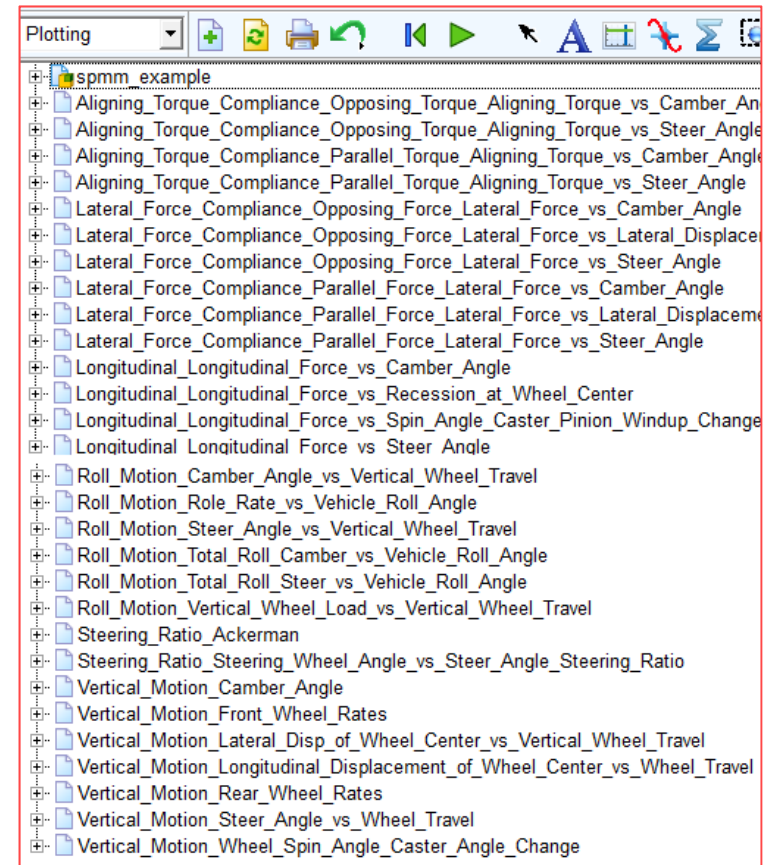 Plotting
spmm_example
Aligning_Torque_Compliance_Opposing_Torque_Aligning_Torque_vs_Camber_An
Aligning_Torque_Compliance_Opposing_Torque_Aligning_Torque_vs_Steer_Angle
Aligning_Torque_Compliance_Parallel_Torque_Aligning_Torque_vs_Camber_Angle
Aligning_Torque_Compliance_Parallel_Torque_Aligning_Torque_vs_Steer_Angle
Lateral_Force_Compliance_Opposing_Force_Lateral_Force_vs_Camber_Angle
Lateral_Force_Compliance_Opposing_Force_Lateral_Force_vs_Lateral_Displacer
Lateral_Force_Compliance_Opposing_Force_Lateral_Force_vs_Steer_Angle
Lateral_Force_Compliance_Parallel_Force_Lateral_Force_vs_Camber_Angle
Lateral_Force_Compliance_Parallel_Force_Lateral_Force_vs_Lateral_Displaceme
Lateral_Force_Compliance_Parallel_Force_Lateral_Force_vs_Steer_Angle
Longitudinal_Longitudinal_Force_vs_Camber_Angle
Longitudinal_Longitudinal_Force_vs_Recession_at_Wheel_Center
Longitudinal_Longitudinal_Force_vs_Spin_Angle_Caster_Pinion_Windup_Change
Longitudinal_Longitudinal_Force_vs_Steer_Angle
Roll_Motion_Camber_Angle_vs_Vertical_Wheel_Travel
Roll_Motion_Role_Rate_vs_Vehicle_Roll_Angle
Roll_Motion_Steer_Angle_vs_Vertical_Wheel_Travel
Roll_Motion_Total_Roll_Camber_vs_Vehicle_Roll_Angle
Roll_Motion_Total_Roll_Steer_vs_Vehicle_Roll_Angle
Roll_Motion_Vertical_Wheel_Load_vs_Vertical_Wheel_Travel
Steering_Ratio_Ackerman
Steering_Ratio_Steering_Wheel_Angle_vs_Steer_Angle_Steering_Ratio
Vertical_Motion_Camber_Angle
Vertical_Motion_Front_Wheel_Rates
Vertical_Motion_Lateral_Disp_of_Wheel_Center_vs_Vertical_Wheel_Travel
Vertical_Motion_Longitudinal_Displacement_of_Wheel_Center_vs_Wheel_Travel
Vertical_Motion_Rear_Wheel_Rates
Vertical_Motion_Steer_Angle_vs_Wheel_Travel
Vertical_Motion_Wheel_Spin_Angle_Caster_Angle_Change